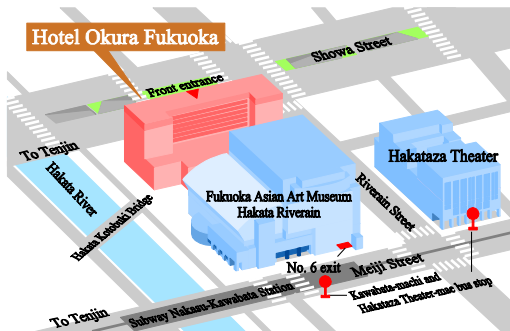 Hotel Okura Fukuoka
Showa Street
Front entrance
To Tenjin
Hakata River
Hakata Kotobuki Bridge
Fukuoka Asian Art Museum
Hakata Riverain
Hakataza Theater
Riverain Street
No. 6 exit
Meiji Street
Kawabata-machi and
Hakataza Theater-mae bus stop
Subway Nakasu-Kawabata Station
To Tenjin